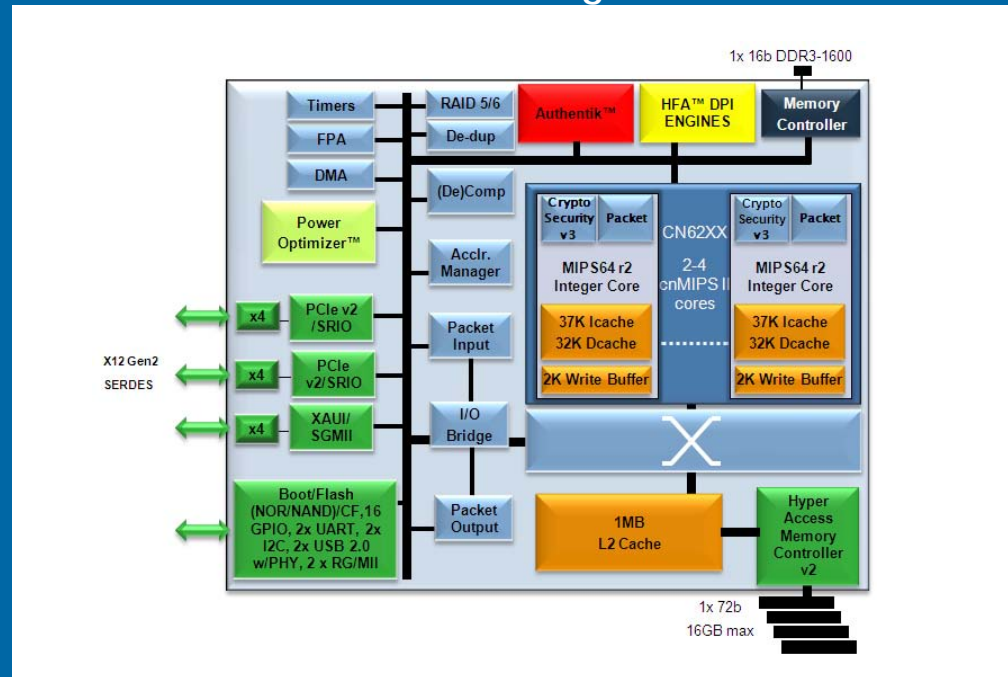 1x 16b DDR3-1600
Timers
FPA
DMA
Power
Optimizer™
RAID 5/6
De-dup
(De)Comp
Acclr.
Manager
Packet
Input
I/O
Bridge
Packet
Output
Authentik™
HFA™ DPI
ENGINES
Memory
Controller
Crypto
Security
v3
Packet
MIPS64 r2
Integer Core
37K Icache
32K Dcache
2K Write Buffer
CN62XX
2-4
cnMIPS II
cores
Crypto
Security
v3
Packet
MIPS64 r2
Integer Core
37K Icache
32K Dcache
2K Write Buffer
X12 Gen2
SERDES
x4
PCIe v2
/SRIO
x4
PCIe
v2/SRIO
x4
XAUI/
SGMII
Boot/Flash
(NOR/NAND)/CF,16
GPIO, 2x UART, 2x
I2C, 2x USB 2.0
w/PHY, 2 x RG/MII
1MB
L2 Cache
Hyper
Access
Memory
Controller
v2
1x 72b
16GB max